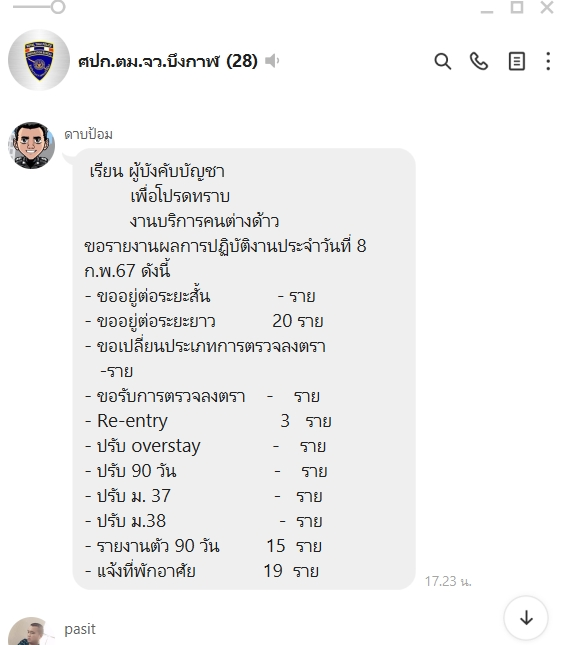 ศปก.ตม.จว.บึงกาฬ (28)
ดาบป้อม
เรียน ผู้บังคับบัญชา
เพื่อโปรดทราบ
งานบริการคนต่างด้าว
ขอรายงานผลการปฏิบัติงานประจำวันที่ 8
ก.พ.67 ดังนี้
- ขออยู่ต่อระยะสั้น - ราย
- ขออยู่ต่อระยะยาว 20 ราย
- ขอเปลี่ยนประเภทการตรวจลงตรา
-ราย
- ขอรับการตรวจลงตรา - ราย
- Re-entry 3 ราย
- ปรับ overstay - ราย
- ปรับ 90 วัน - ราย
- ปรับ ม. 37 - ราย
- ปรับ ม.38 - ราย
- รายงานตัว 90 วัน 15 ราย
- แจ้งที่พักอาศัย 19 ราย
17.23 น.
pasit